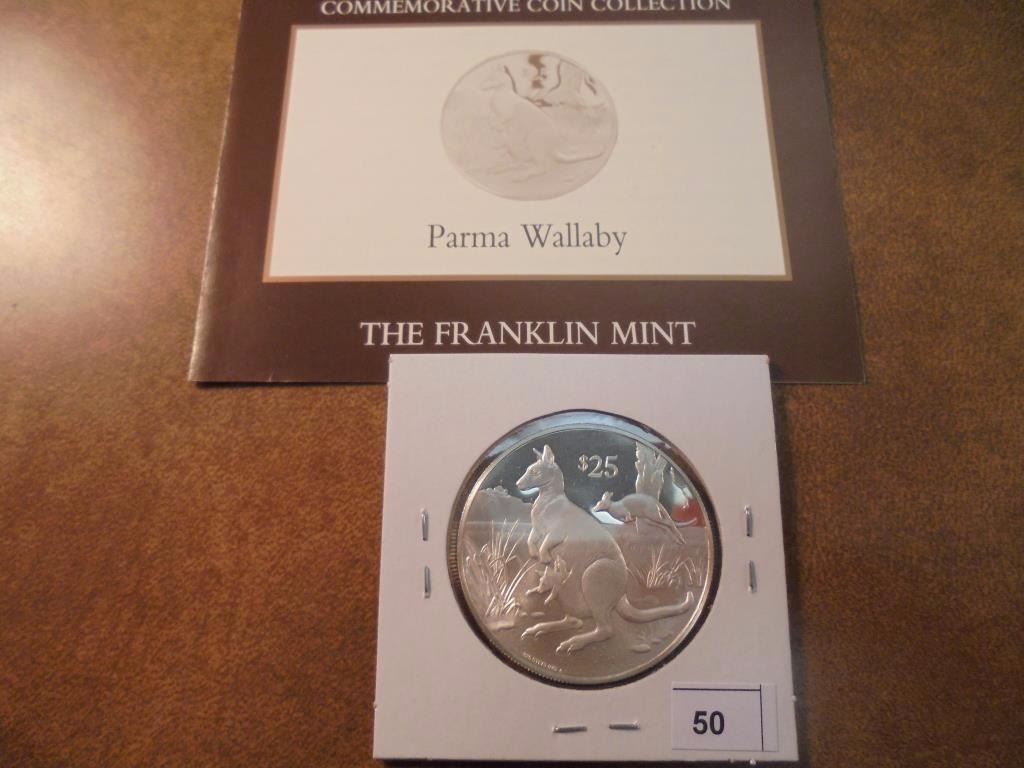 COMMEMORATIVE COIN COLLECTION
Parma Wallaby
THE FRANKLIN MINT
$25
50